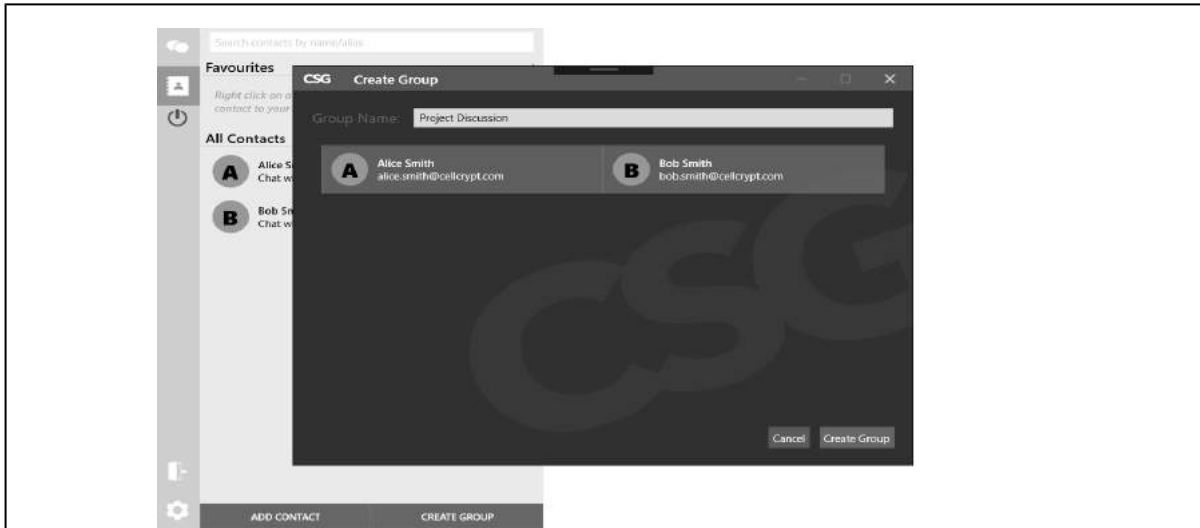 Search contacts by name/alias
Favourites
Right click on a
contact to your
All Contacts
A
Alice S
Chat w
B
Bob Sm
Chat w
ADD CONTACT
CREATE GROUP
CSG Create Group
Group Name: Project Discussion
A
Alice Smith
alice.smith@cellcrypt.com
B
Bob Smith
bob.smith@cellcrypt.com
CSG
Cancel Create Group